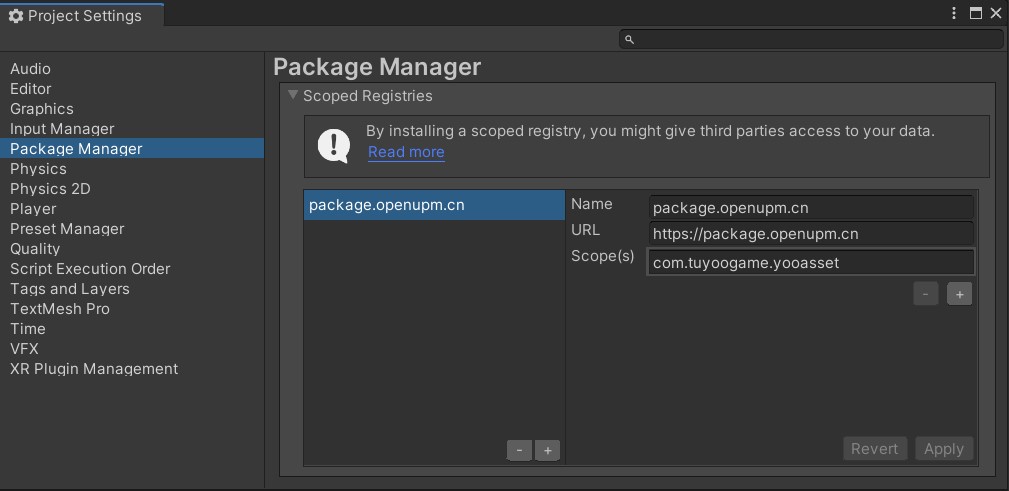 Project Settings
Audio
Editor
Graphics
Input Manager
Package Manager
Physics
Physics 2D
Player
Preset Manager
Quality
Script Execution Order
Tags and Layers
TextMesh Pro
Time
VFX
XR Plugin Management
Package Manager
Scoped Registries
By installing a scoped registry, you might give third parties access to your data.
Read more
package.openupm.cn
Name package.openupm.cn
URL https://package.openupm.cn
Scope(s) com.tuyoogame.yooasset
- +
- +
Revert Apply